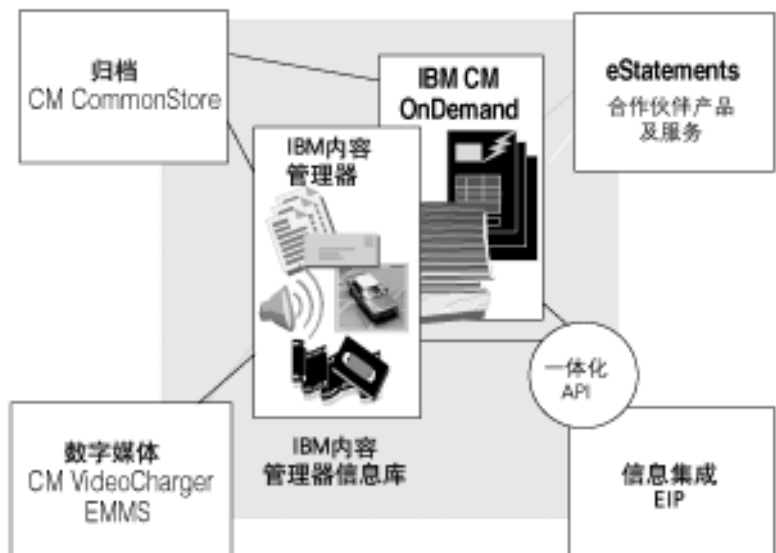 归档
CM CommonStore
IBM CM
OnDemand
eStatements
合作伙伴产品
及服务
IBM内容
管理器
一体化
API
数字媒体
CM VideoCharger
EMMS
IBM内容
管理器信息库
信息集成
EIP